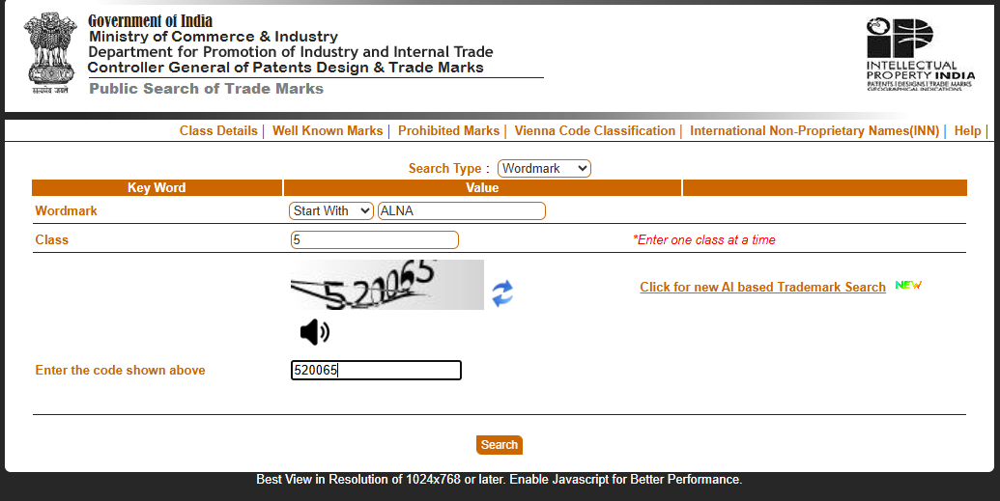 Government of India
Ministry of Commerce & Industry
Department for Promotion of Industry and Internal Trade
Controller General of Patents Design & Trade Marks
Public Search of Trade Marks
सत्यमेव जयते
INTELLECTUAL
PROPERTY INDIA
PATENTS | DESIGNS | TRADE MARKS
GEOGRAPHICAL INDICATIONS
Class Details | Well Known Marks | Prohibited Marks | Vienna Code Classification | International Non-Proprietary Names(INN) | Help |
Search Type : Wordmark
Key Word Value
Wordmark Start With ALNA
Class 5 *Enter one class at a time
520065
Click for new AI based Trademark Search NEW
Enter the code shown above 520065
Search
Best View in Resolution of 1024x768 or later. Enable Javascript for Better Performance.